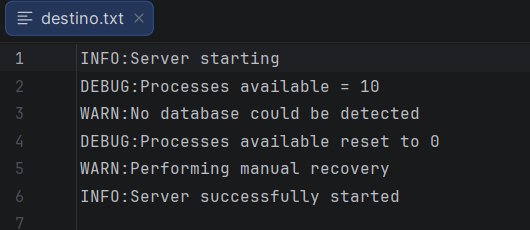 destino.txt
1 INFO:Server starting
2 DEBUG:Processes available = 10
3 WARN:No database could be detected
4 DEBUG:Processes available reset to 0
5 WARN:Performing manual recovery
6 INFO:Server successfully started
7